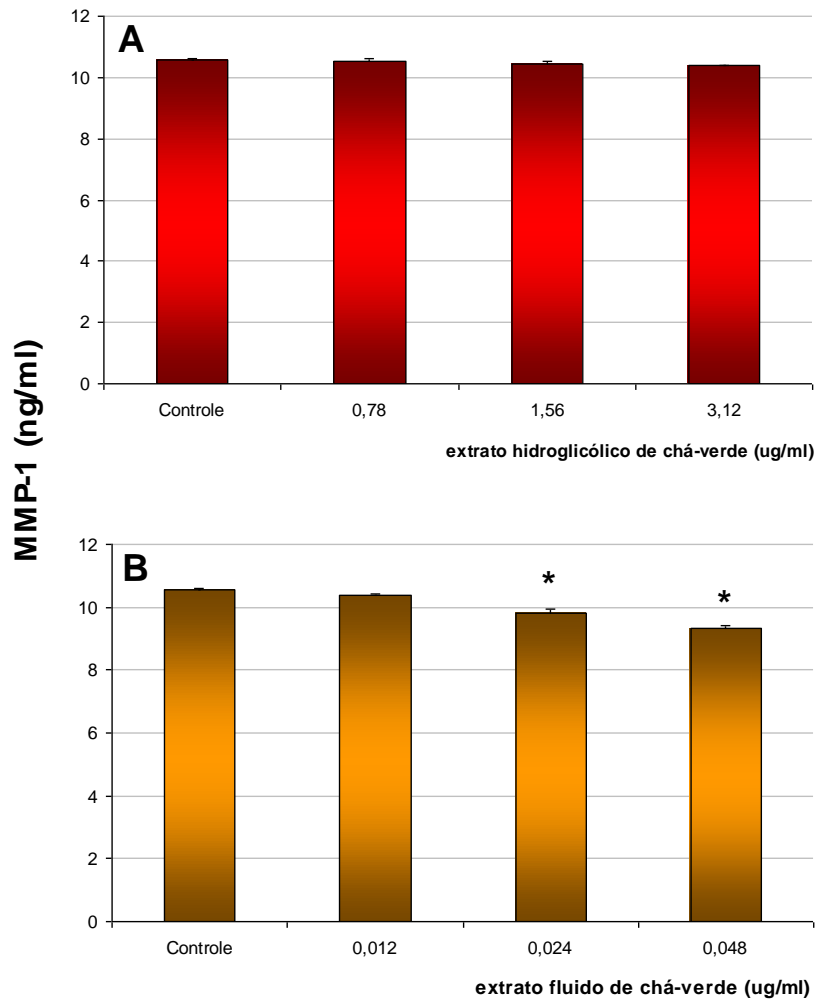 MMP-1 (ng/ml)
A
12
10
8
6
4
2
0
Controle 0,78 1,56 3,12
extrato hidroglicólico de chá-verde (ug/ml)
B
12
10
8
6
4
2
0
*
*
Controle 0,012 0,024 0,048
extrato fluido de chá-verde (ug/ml)